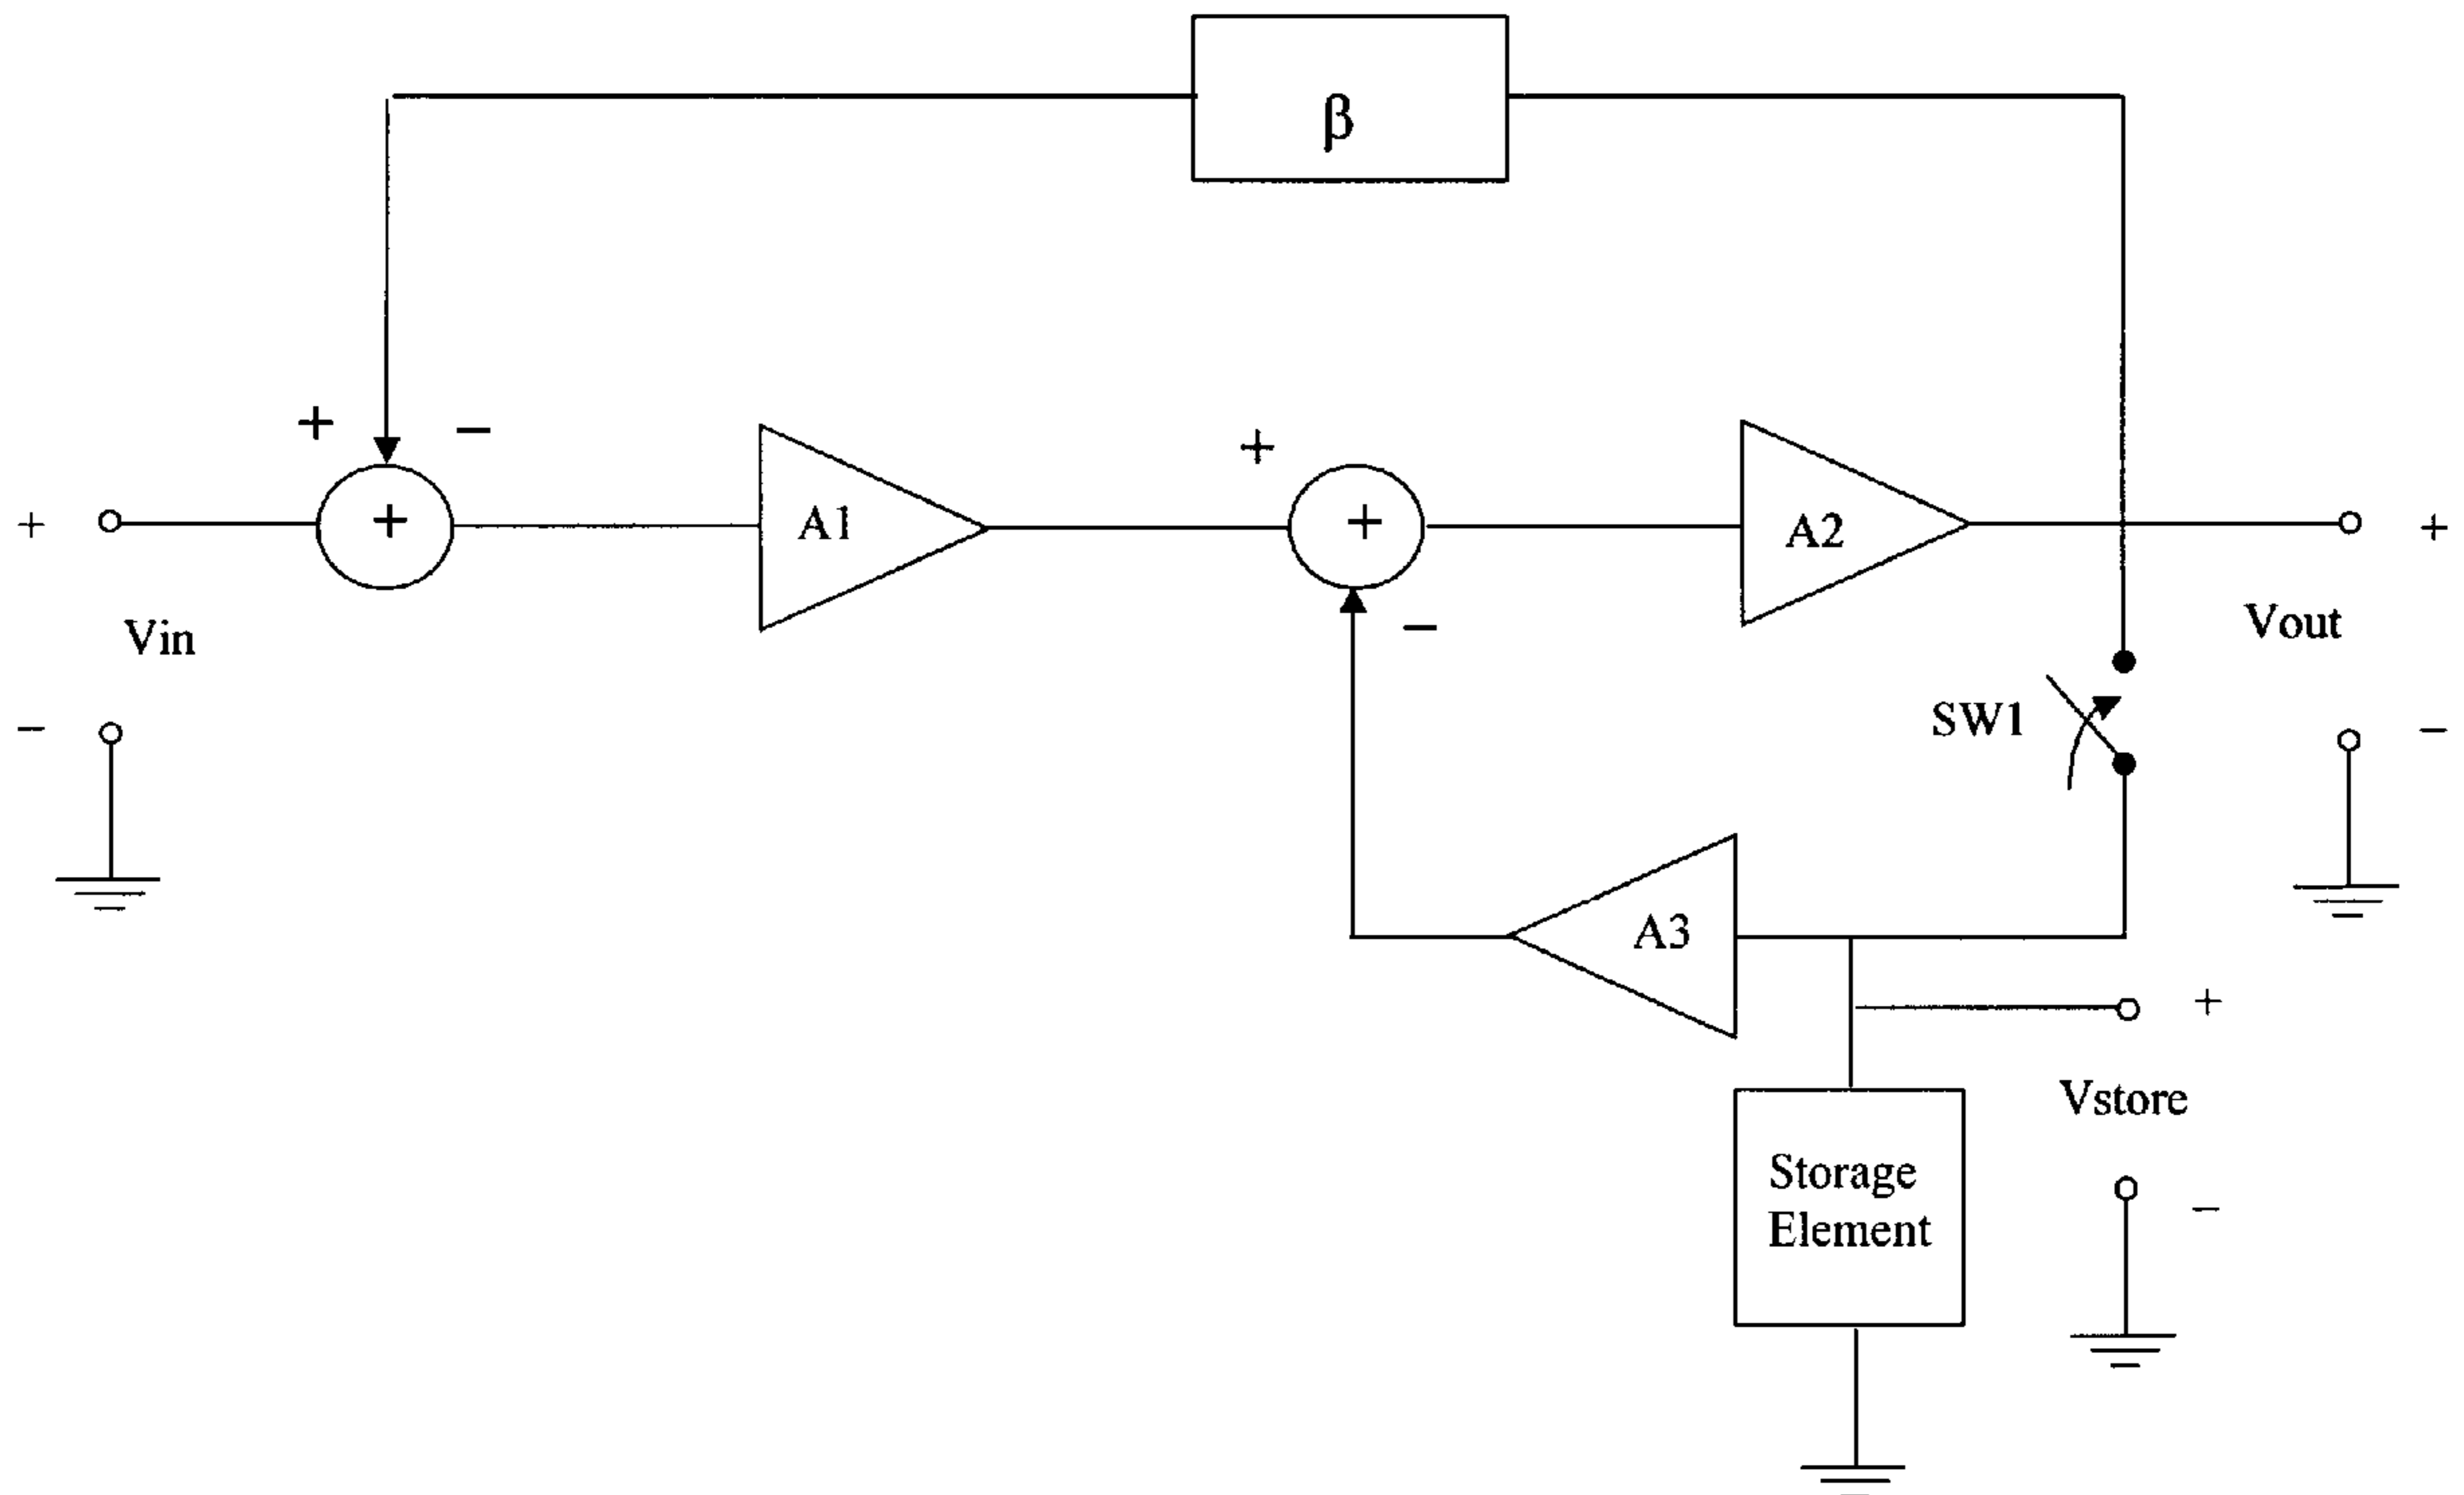 β
+
−
+
+
+
A1
+
A2
+
+
Vin
−
Vout
−
SW1
−
A3
+
Vstore
Storage
Element
−